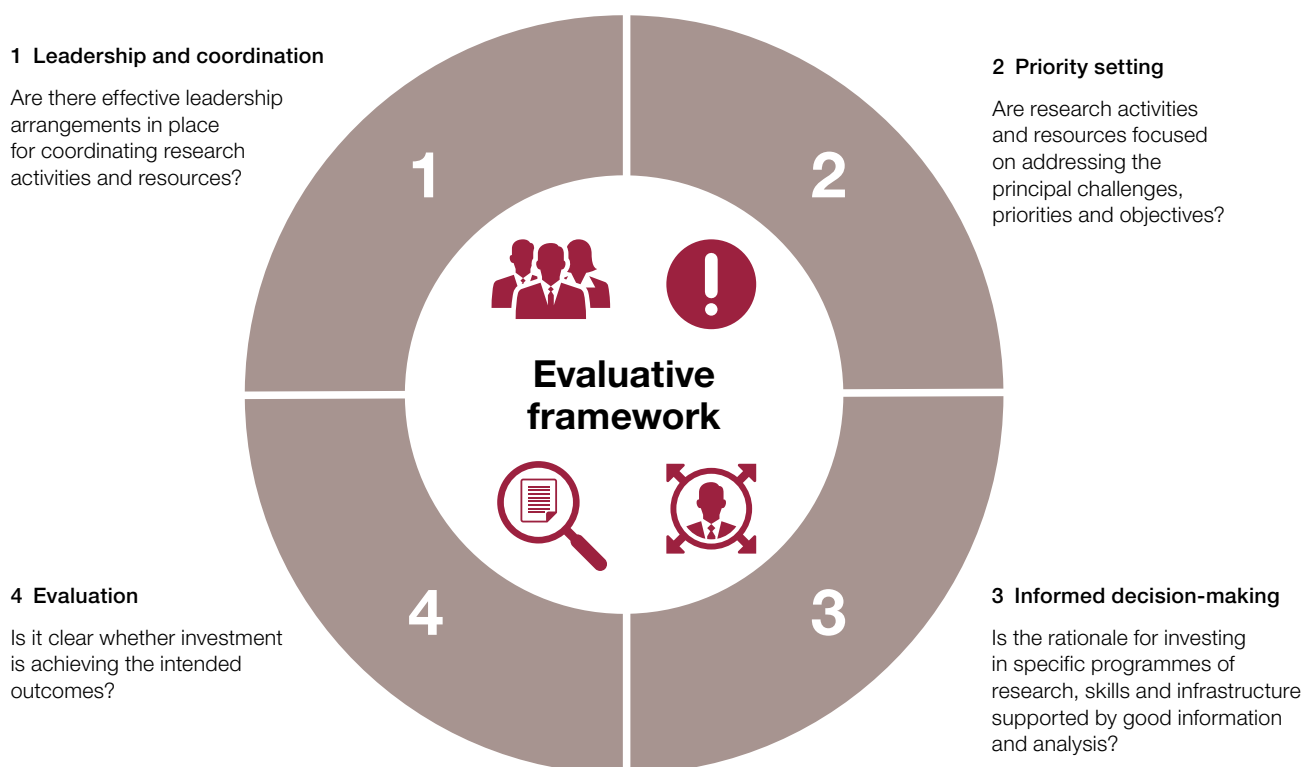 1 Leadership and coordination
Are there effective leadership
arrangements in place
for coordinating research
activities and resources?
2 Priority setting
Are research activities
and resources focused
on addressing the
principal challenges,
priorities and objectives?
1
2
Evaluative
framework
4
3
4 Evaluation
Is it clear whether investment
is achieving the intended
outcomes?
3 Informed decision-making
Is the rationale for investing
in specific programmes of
research, skills and infrastructure
supported by good information
and analysis?